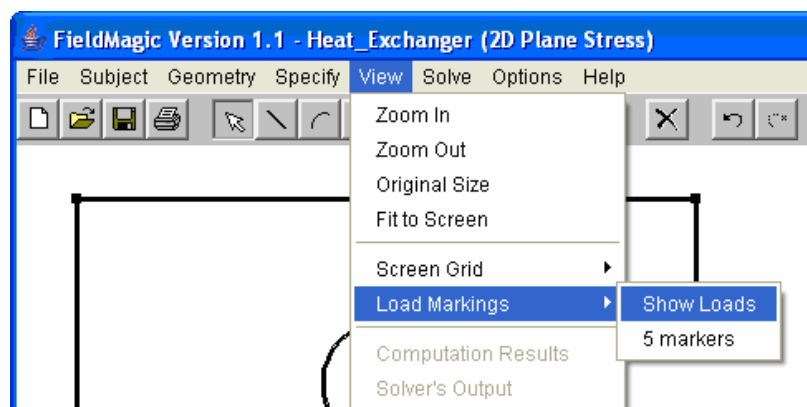 FieldMagic Version 1.1 - Heat_Exchanger (2D Plane Stress)
File Subject Geometry Specify View Solve Options Help
Zoom In
Zoom Out
Original Size
Fit to Screen
Screen Grid
Load Markings
Show Loads
5 markers
Computation Results
Solver's Output